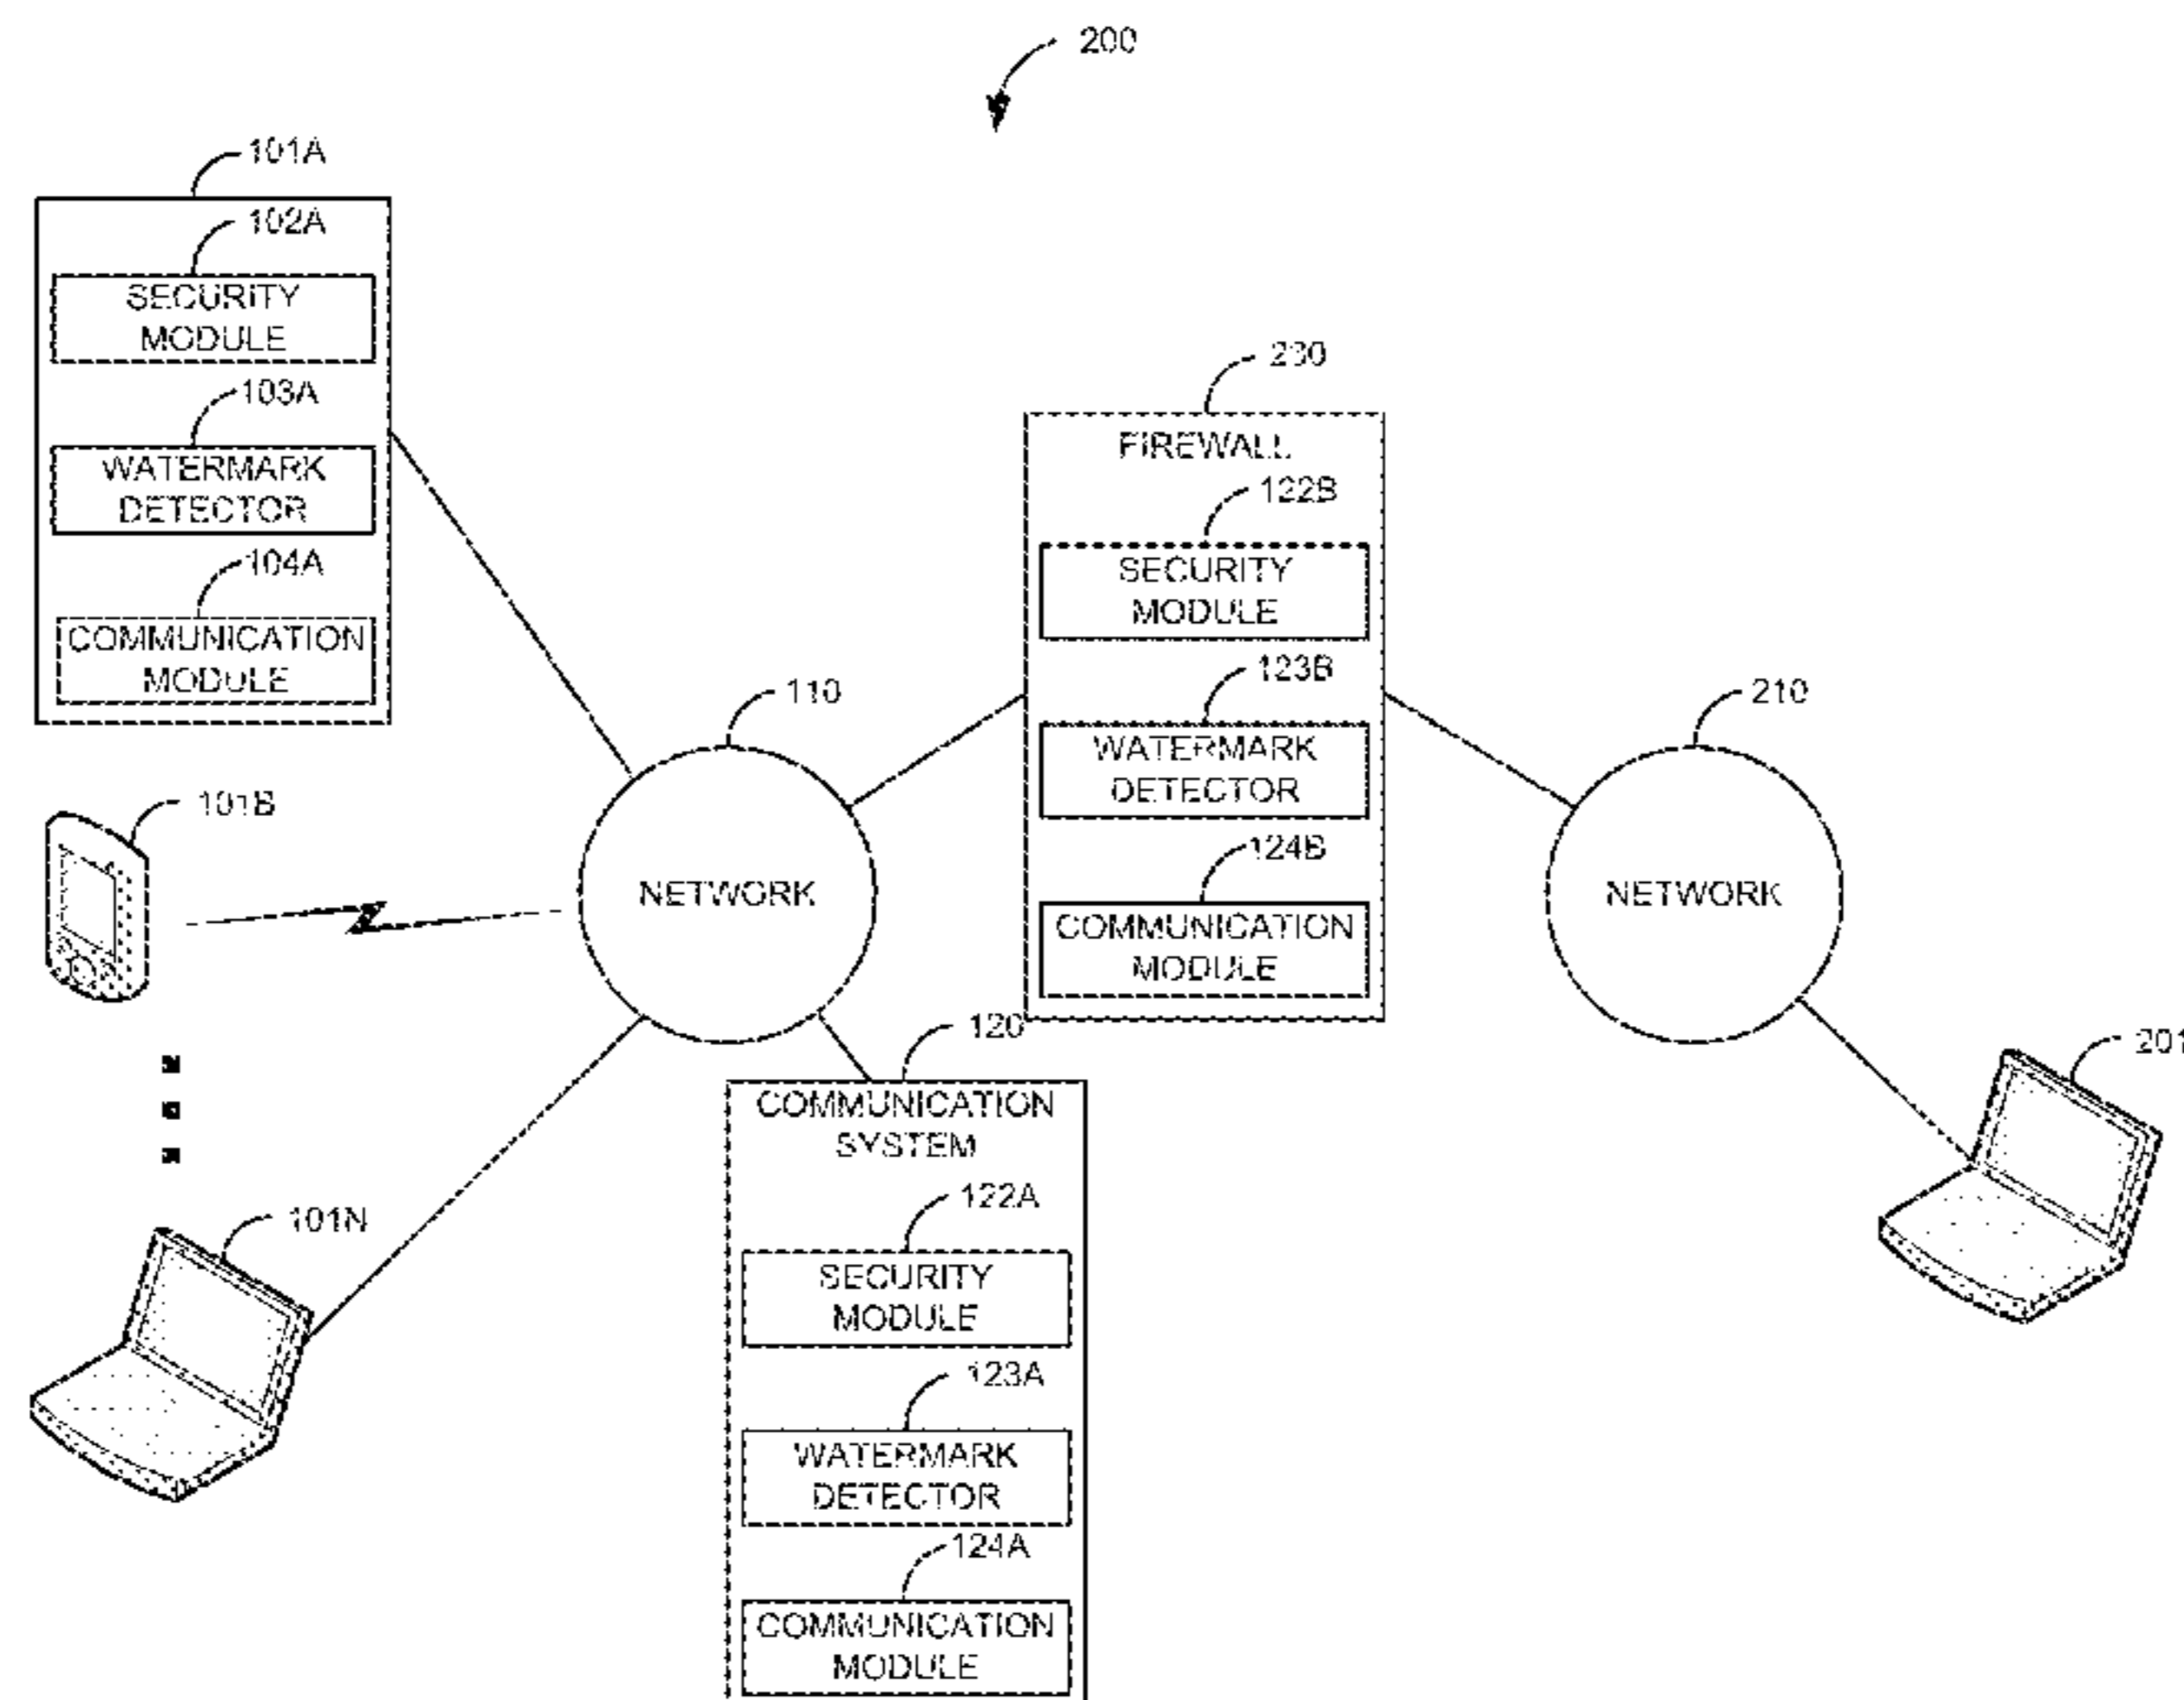 200
101A
102A
SECURITY
MODULE
103A
WATERMARK
DETECTOR
104A
COMMUNICATION
MODULE
230
FIREWALL
122B
SECURITY
MODULE
123B
WATERMARK
DETECTOR
124B
COMMUNICATION
MODULE
110
NETWORK
210
NETWORK
101B
101N
120
COMMUNICATION
SYSTEM
122A
SECURITY
MODULE
123A
WATERMARK
DETECTOR
124A
COMMUNICATION
MODULE
201